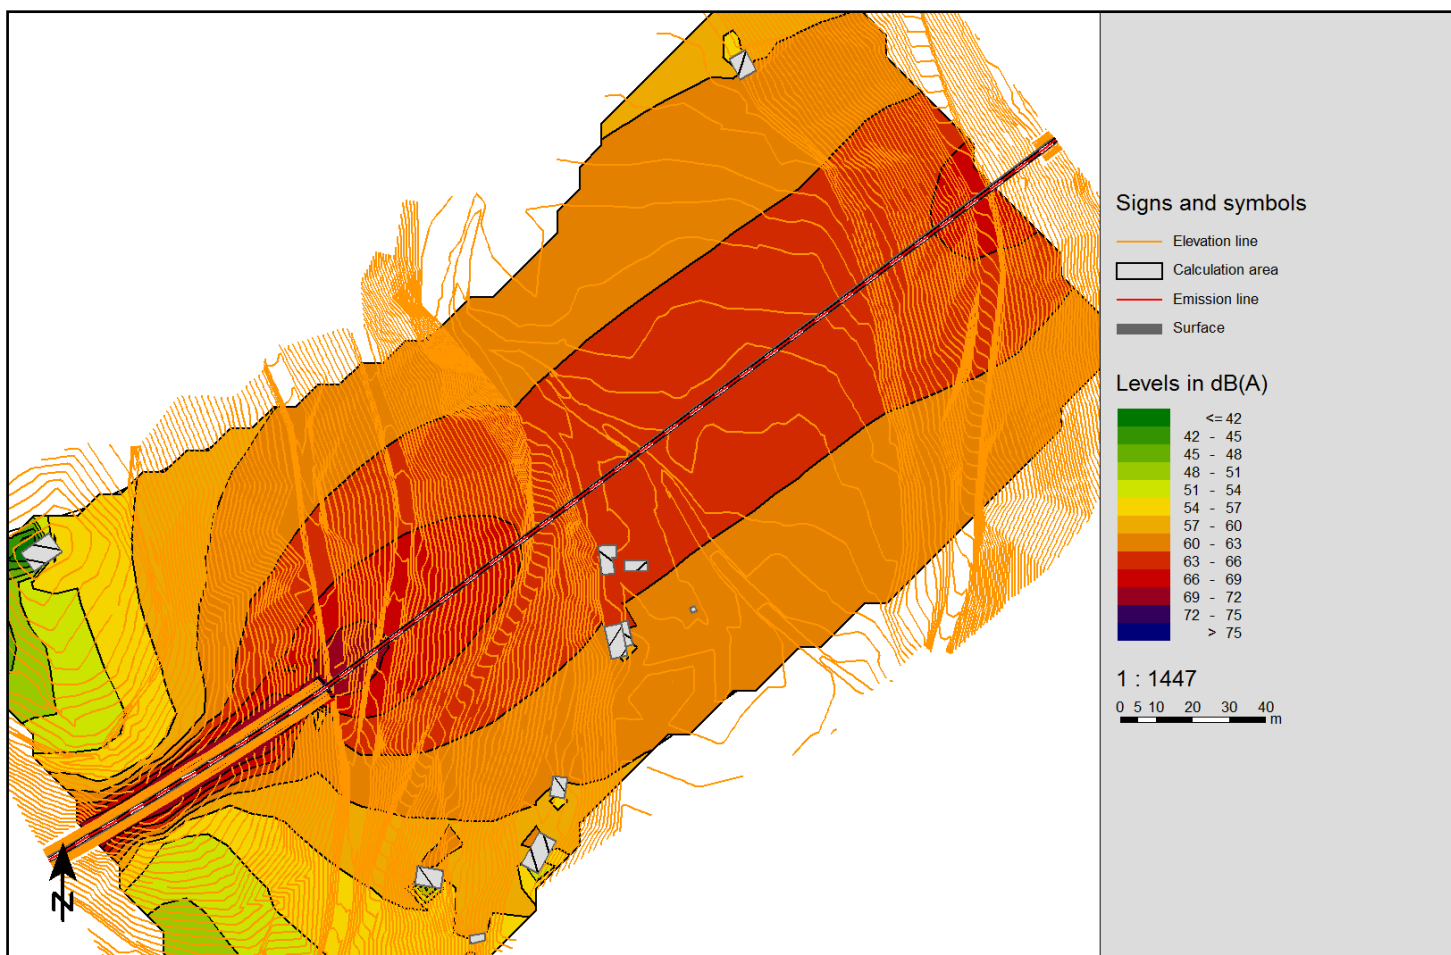 Signs and symbols
Elevation line
Calculation area
Emission line
Surface
Levels in dB(A)
<= 42
42 - 45
45 - 48
48 - 51
51 - 54
54 - 57
57 - 60
60 - 63
63 - 66
66 - 69
69 - 72
72 - 75
> 75
1 : 1447
0 5 10 20 30 40
m
N